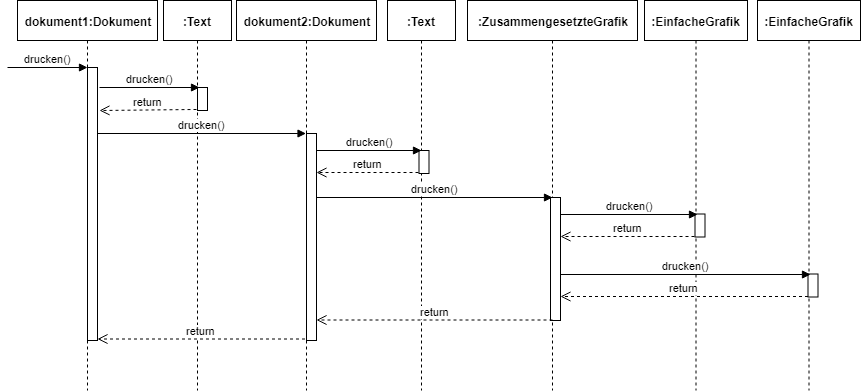 dokument1:Dokument
:Text
dokument2:Dokument
:Text
:ZusammengesetzteGrafik
:EinfacheGrafik
:EinfacheGrafik
drucken()
drucken()
return
drucken()
drucken()
return
drucken()
drucken()
return
drucken()
return
return
return